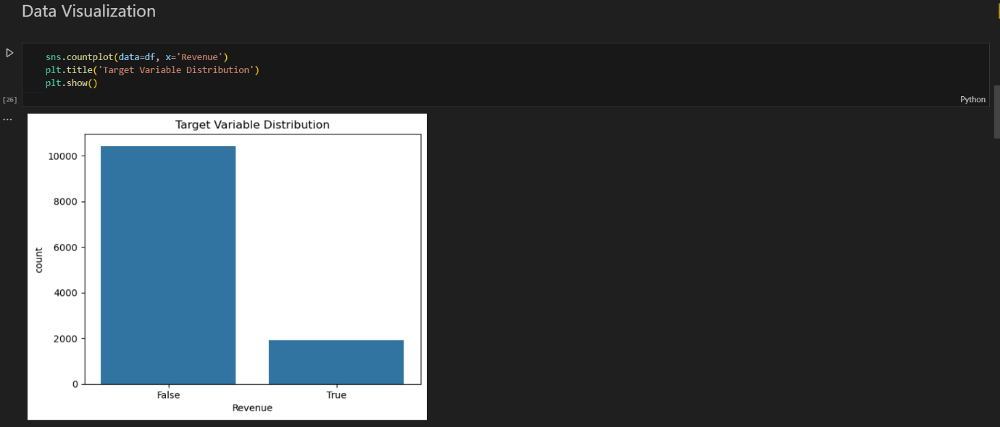 Data Visualization
sns.countplot(data=df, x='Revenue')
plt.title('Target Variable Distribution')
plt.show()
[26]
Python
...
Target Variable Distribution
10000
8000
6000
4000
2000
0
count
False
True
Revenue